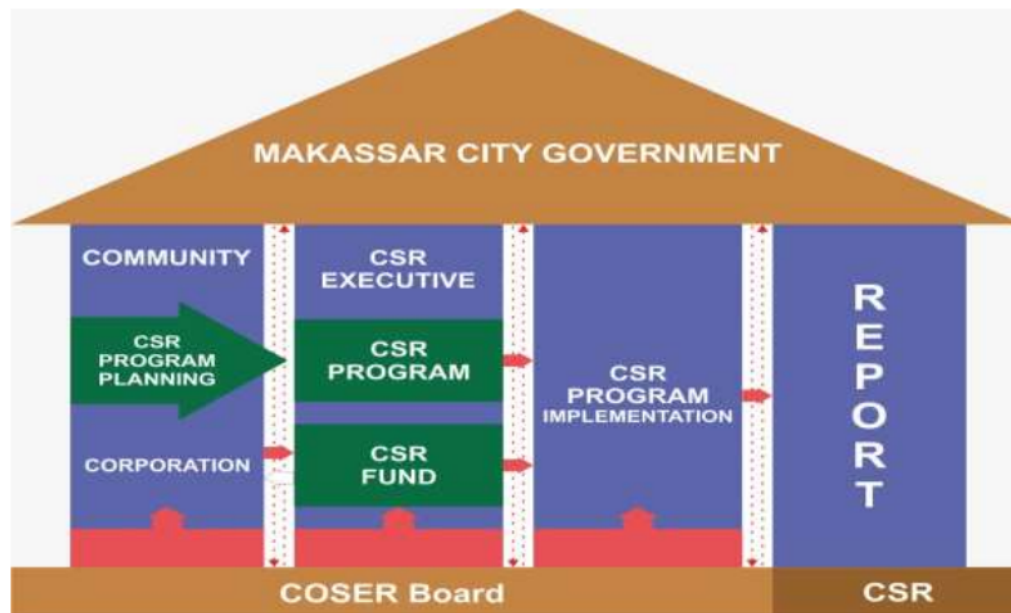 MAKASSAR CITY GOVERNMENT
COMMUNITY
CSR
PROGRAM
PLANNING
CORPORATION
CSR
EXECUTIVE
CSR
PROGRAM
CSR
FUND
CSR
PROGRAM
IMPLEMENTATION
REPORT
COSER Board
CSR